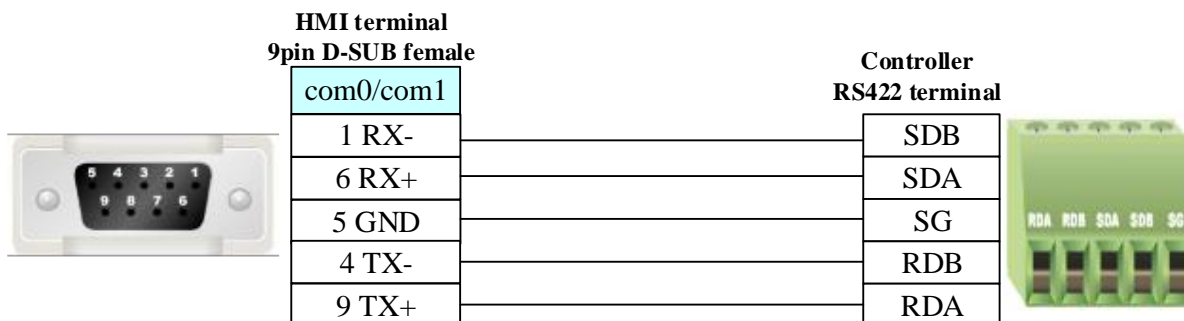 HMI terminal
9pin D-SUB female
com0/com1
1 RX-
6 RX+
5 GND
4 TX-
9 TX+
Controller
RS422 terminal
SDB
SDA
SG
RDB
RDA
5 4 3 2 1
9 8 7 6
RDA RDB SDA SDB SG